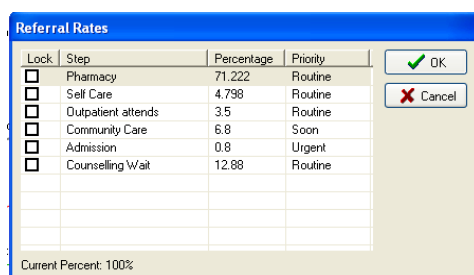 Referral Rates
Lock Step Percentage Priority
Pharmacy 71.222 Routine
Self Care 4.798 Routine
Outpatient attends 3.5 Routine
Community Care 6.8 Soon
Admission 0.8 Urgent
Counselling Wait 12.88 Routine
OK
Cancel
Current Percent: 100%